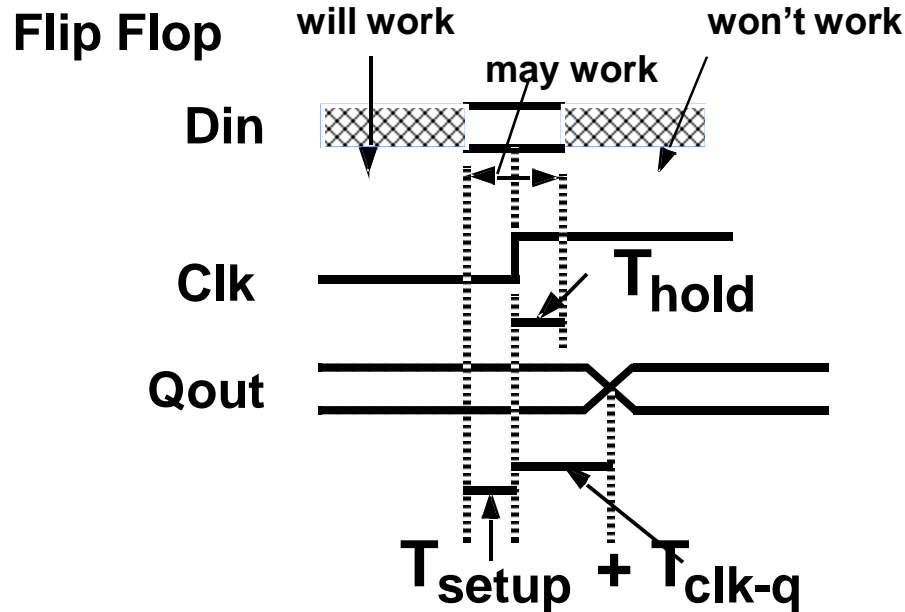 Flip Flop
will work
won't work
may work
Din
Clk
Thold
Qout
Tsetup + Tclk-q